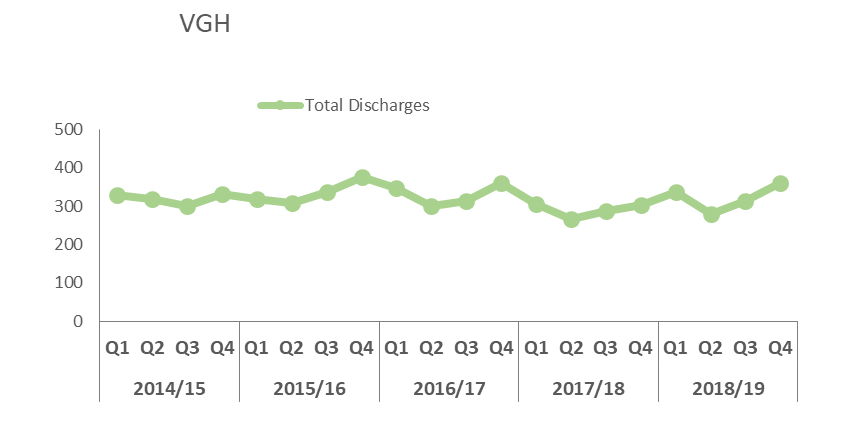 VGH
Total Discharges
500
400
300
200
100
0
Q1 Q2 Q3 Q4 Q1 Q2 Q3 Q4 Q1 Q2 Q3 Q4 Q1 Q2 Q3 Q4 Q1 Q2 Q3 Q4
2014/15 2015/16 2016/17 2017/18 2018/19